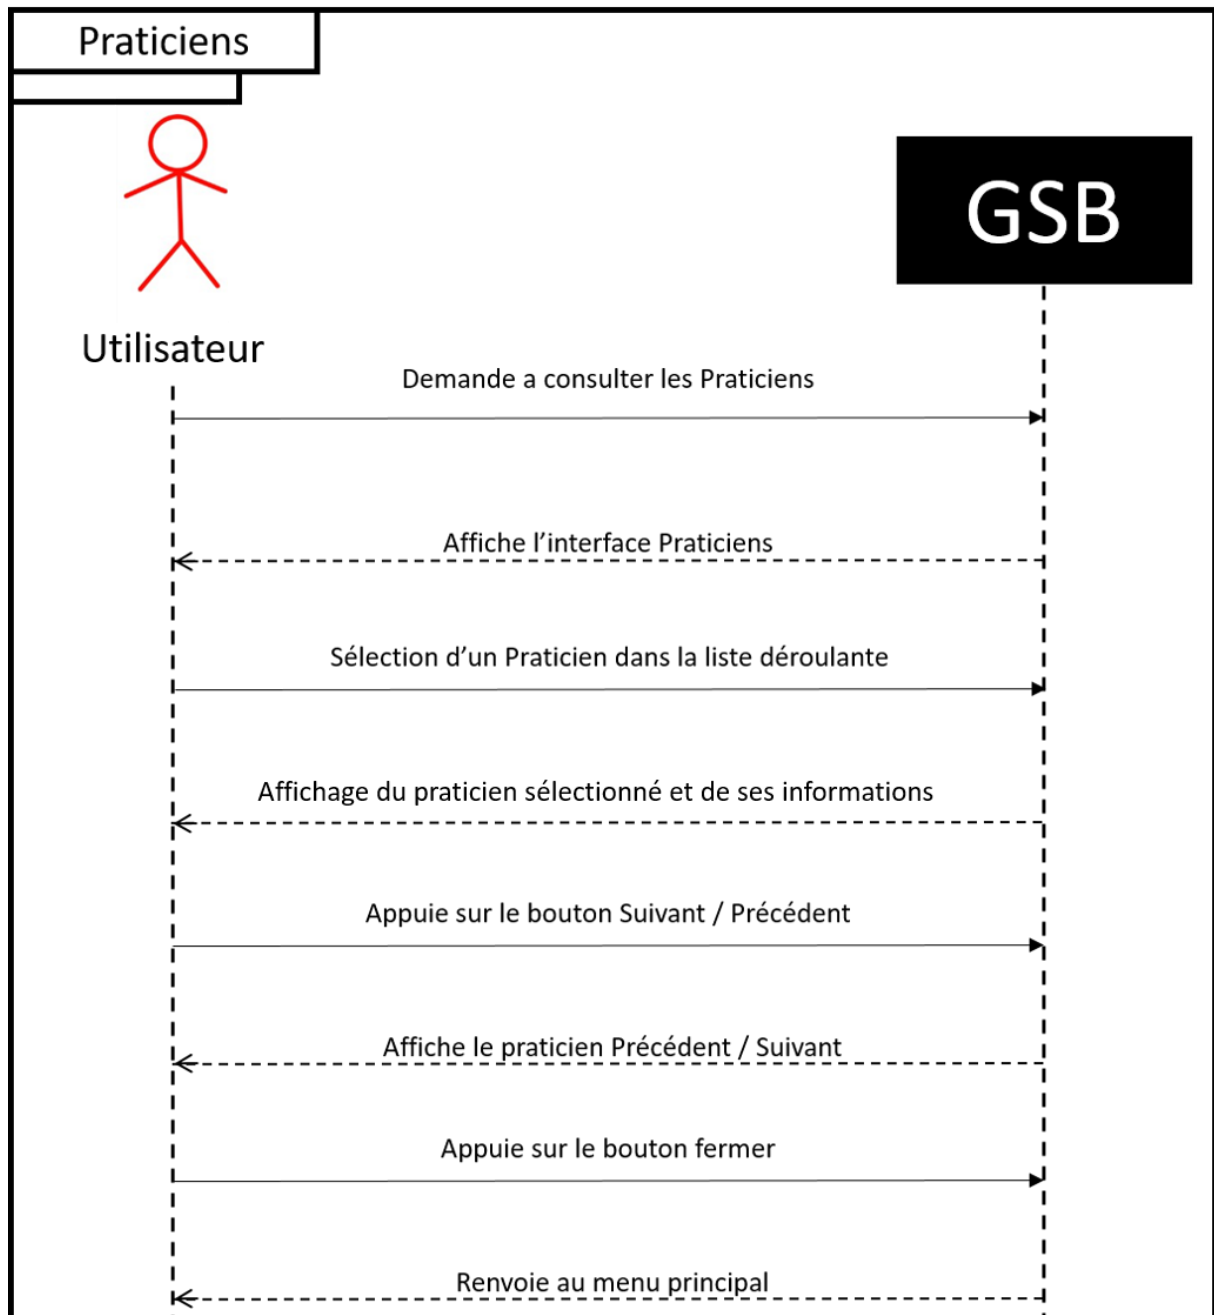 Praticiens
GSB
Utilisateur
Demande a consulter les Praticiens
Affiche l’interface Praticiens
Sélection d’un Praticien dans la liste déroulante
Affichage du praticien sélectionné et de ses informations
Appuie sur le bouton Suivant / Précédent
Affiche le praticien Précédent / Suivant
Appuie sur le bouton fermer
Renvoie au menu principal